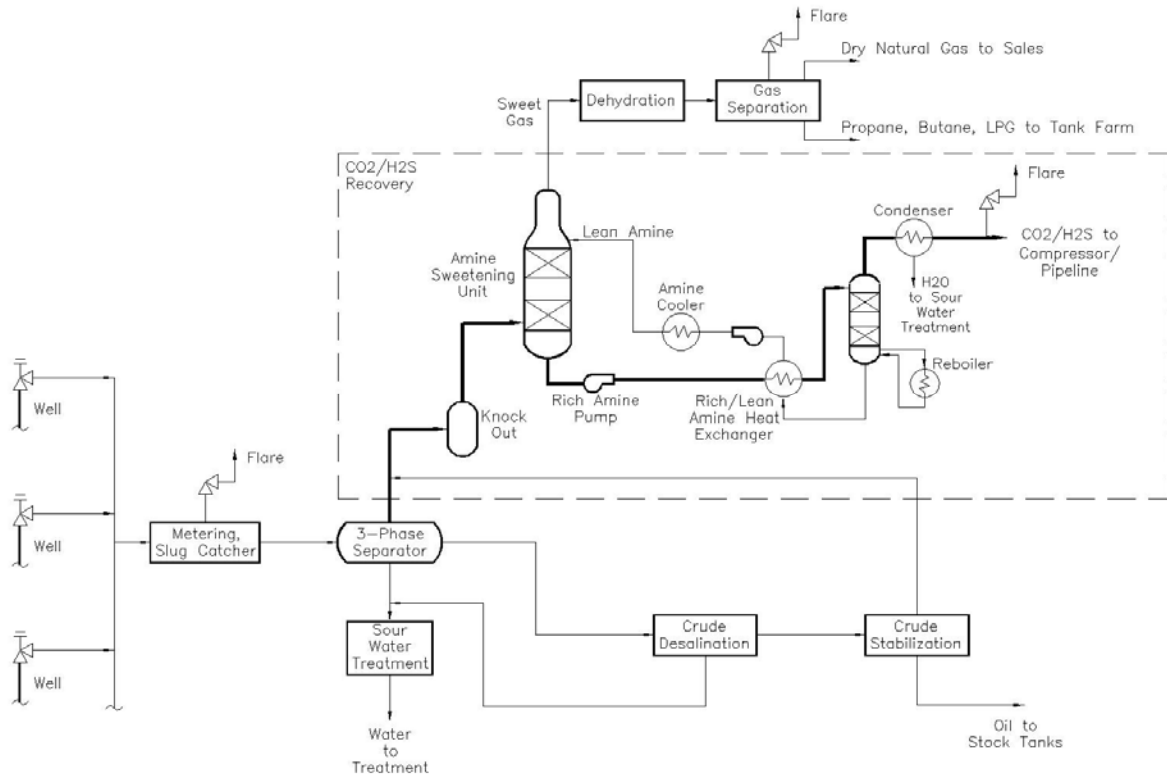 Flare
Dry Natural Gas to Sales
Sweet
Gas
Dehydration
Gas
Separation
Propane, Butane, LPG to Tank Farm
CO2/H2S
Recovery
Flare
Condenser
Lean Amine
CO2/H2S to
Compressor/
Pipeline
Amine
Sweetening
Unit
Amine
Cooler
H2O
to Sour
Water
Treatment
Reboiler
Rich Amine
Pump
Rich/Lean
Amine Heat
Exchanger
Knock
Out
Well
Flare
Well
Metering,
Slug Catcher
3-Phase
Separator
Sour
Water
Treatment
Crude
Desalination
Crude
Stabilization
Well
Water
to
Treatment
Oil to
Stock Tanks